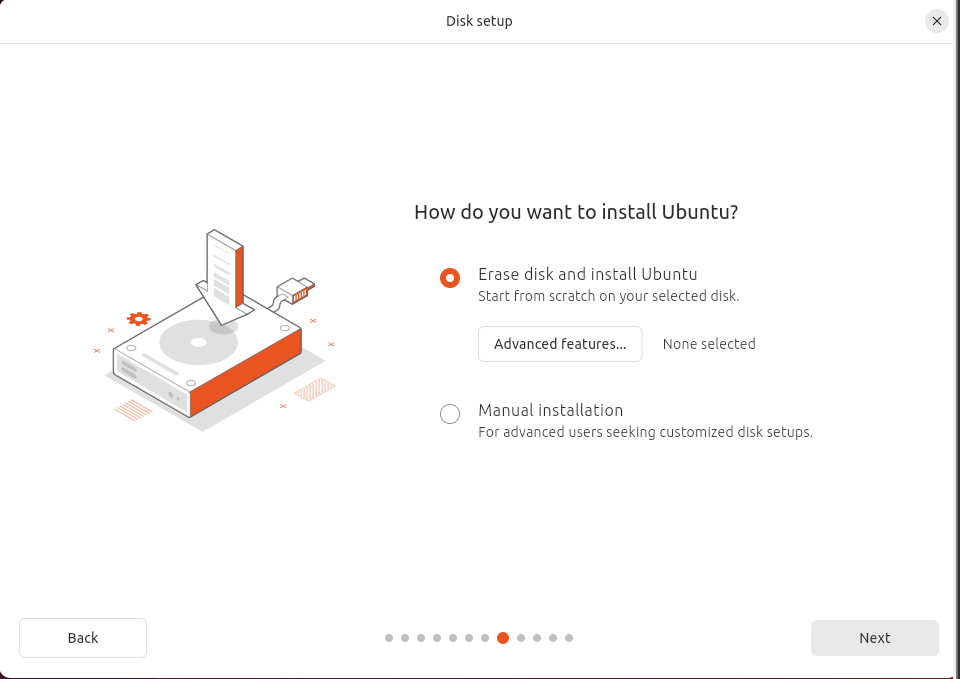 Disk setup
How do you want to install Ubuntu?
Erase disk and install Ubuntu
Start from scratch on your selected disk.
Advanced features... None selected
Manual installation
For advanced users seeking customized disk setups.
Back Next